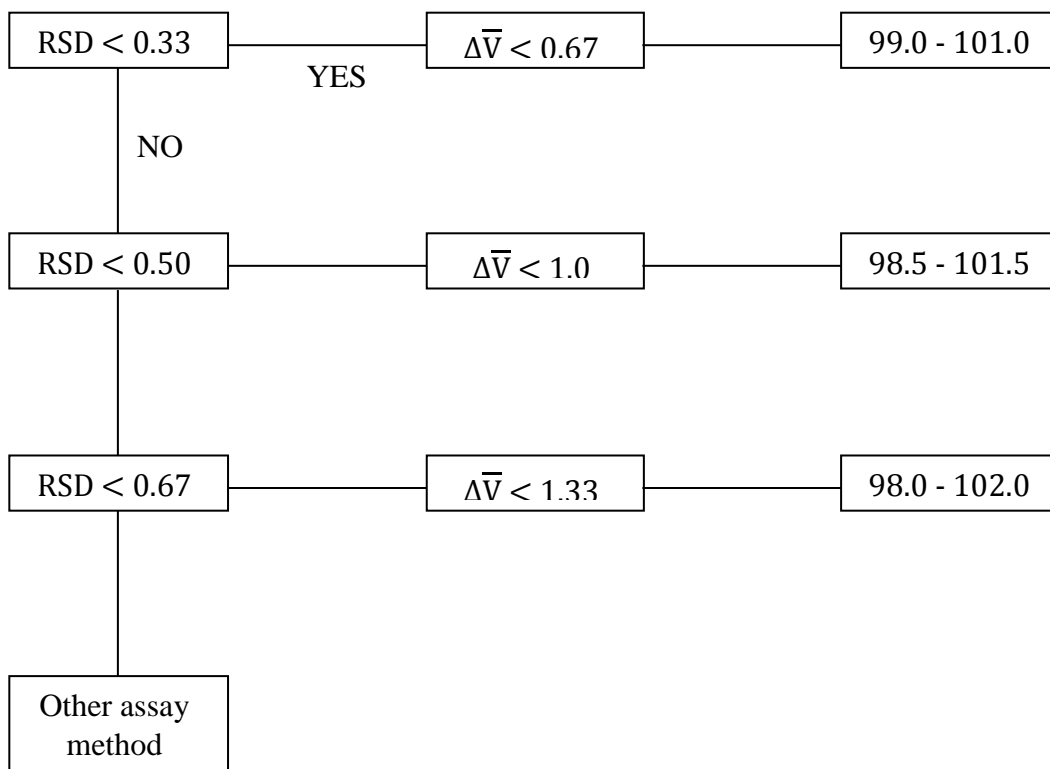 RSD < 0.33
ΔV̅ < 0.67
99.0 - 101.0
YES
NO
RSD < 0.50
ΔV̅ < 1.0
98.5 - 101.5
RSD < 0.67
ΔV̅ < 1.33
98.0 - 102.0
Other assay
method